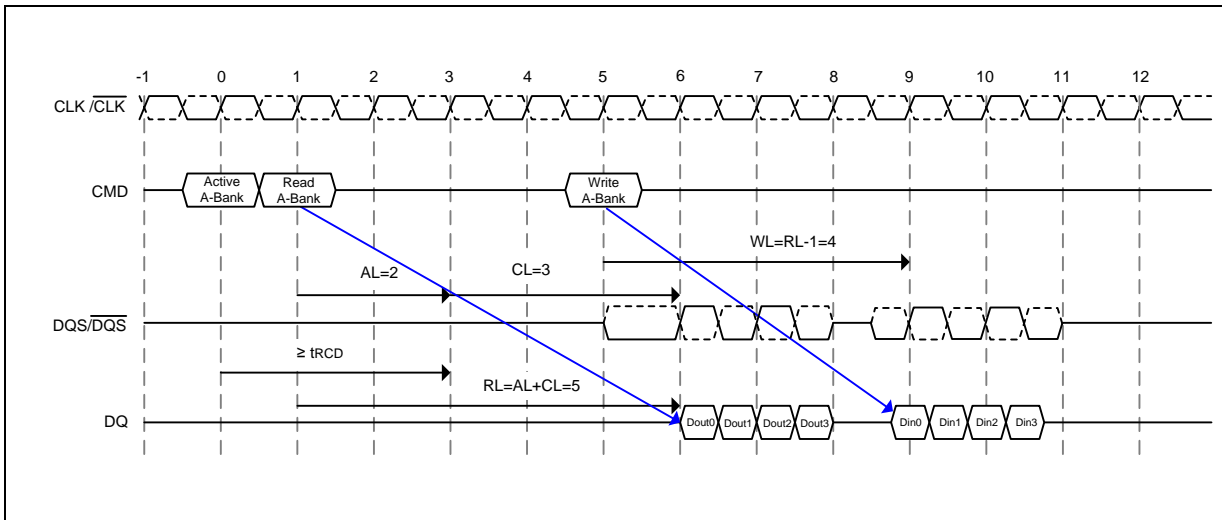 -1 0 1 2 3 4 5 6 7 8 9 10 11 12
CLK /CLK
CMD
Active
A-Bank
Read
A-Bank
Write
A-Bank
WL=RL-1=4
AL=2
CL=3
DQS/DQS
≥ tRCD
RL=AL+CL=5
DQ
Dout0 Dout1 Dout2 Dout3
Din0 Din1 Din2 Din3